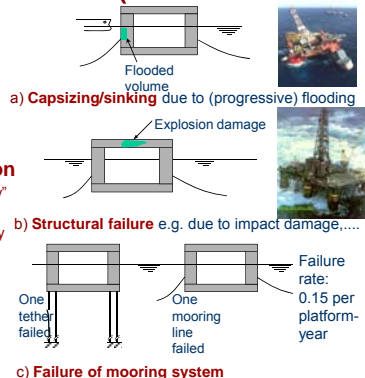 Flooded
volume
a) Capsizing/sinking due to (progressive) flooding
Explosion damage
on
”
b) Structural failure e.g. due to impact damage,....
y
One
tether
failed
One
mooring
line
failed
Failure
rate:
0.15 per
platform-
year
c) Failure of mooring system